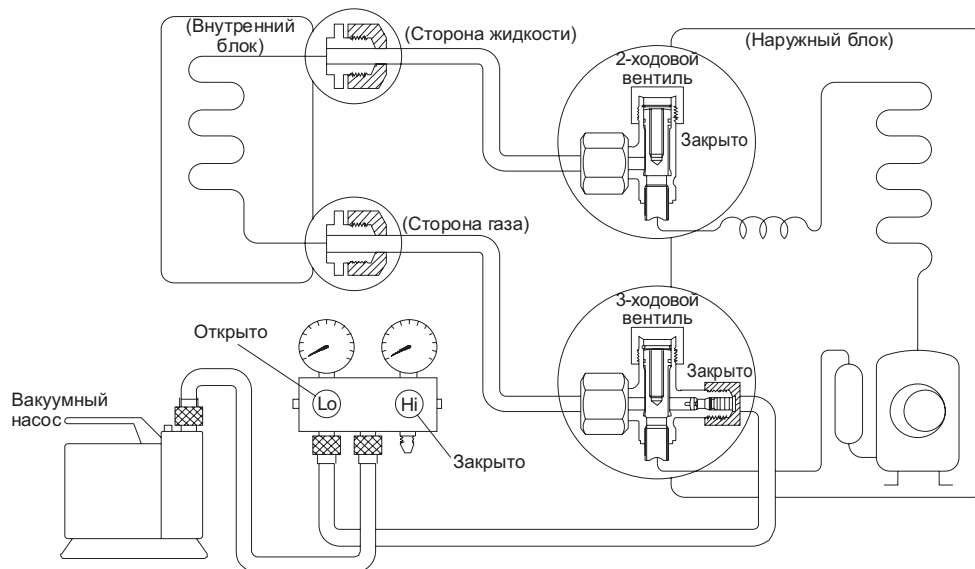 (Внутренний
блок)
(Сторона жидкости)
(Наружный блок)
2-ходовой
вентиль
Закрыто
(Сторона газа)
3-ходовой
вентиль
Закрыто
Открыто
Lo
Hi
Вакуумный
насос
Закрыто